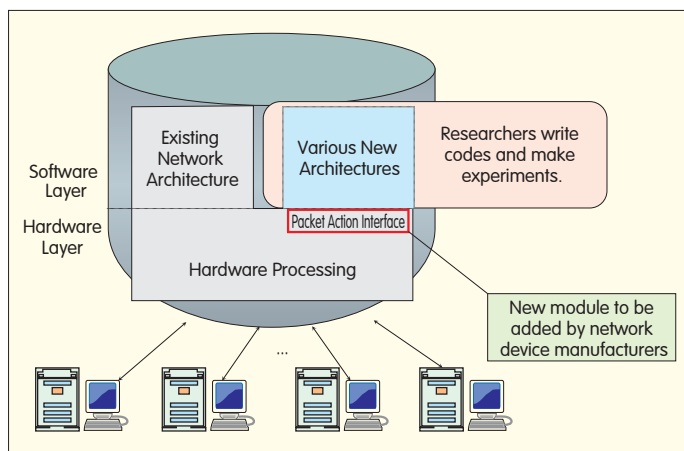 Existing
Network
Architecture
Various New
Architectures
Researchers write
codes and make
experiments.
Software
Layer
Hardware
Layer
Packet Action Interface
Hardware Processing
New module to be
added by network
device manufacturers
...